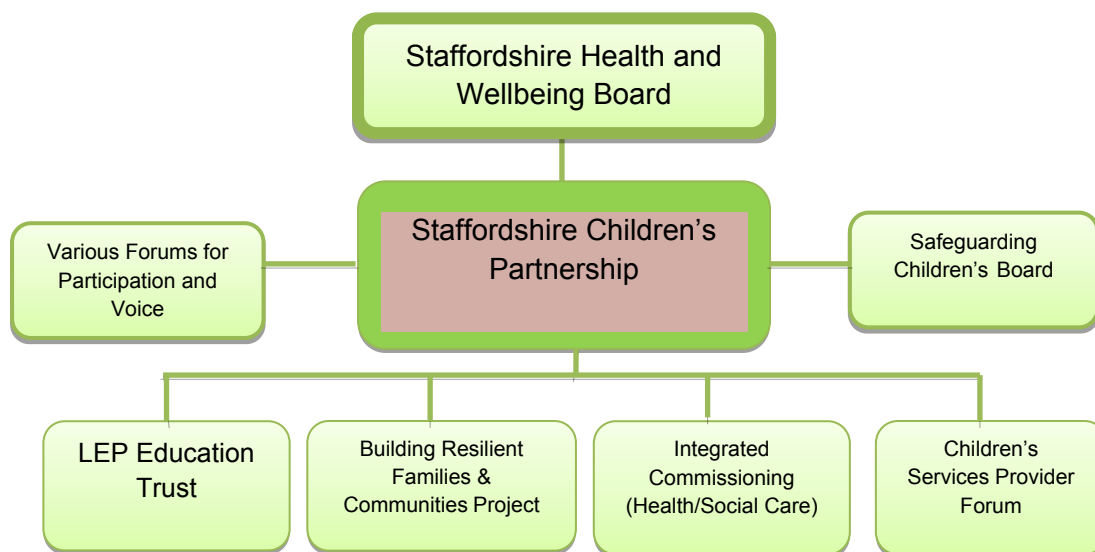 Staffordshire Health and
Wellbeing Board
Staffordshire Children’s
Partnership
Various Forums for
Participation and
Voice
Safeguarding
Children’s Board
LEP Education
Trust
Building Resilient
Families &
Communities Project
Integrated
Commissioning
(Health/Social Care)
Children’s
Services Provider
Forum